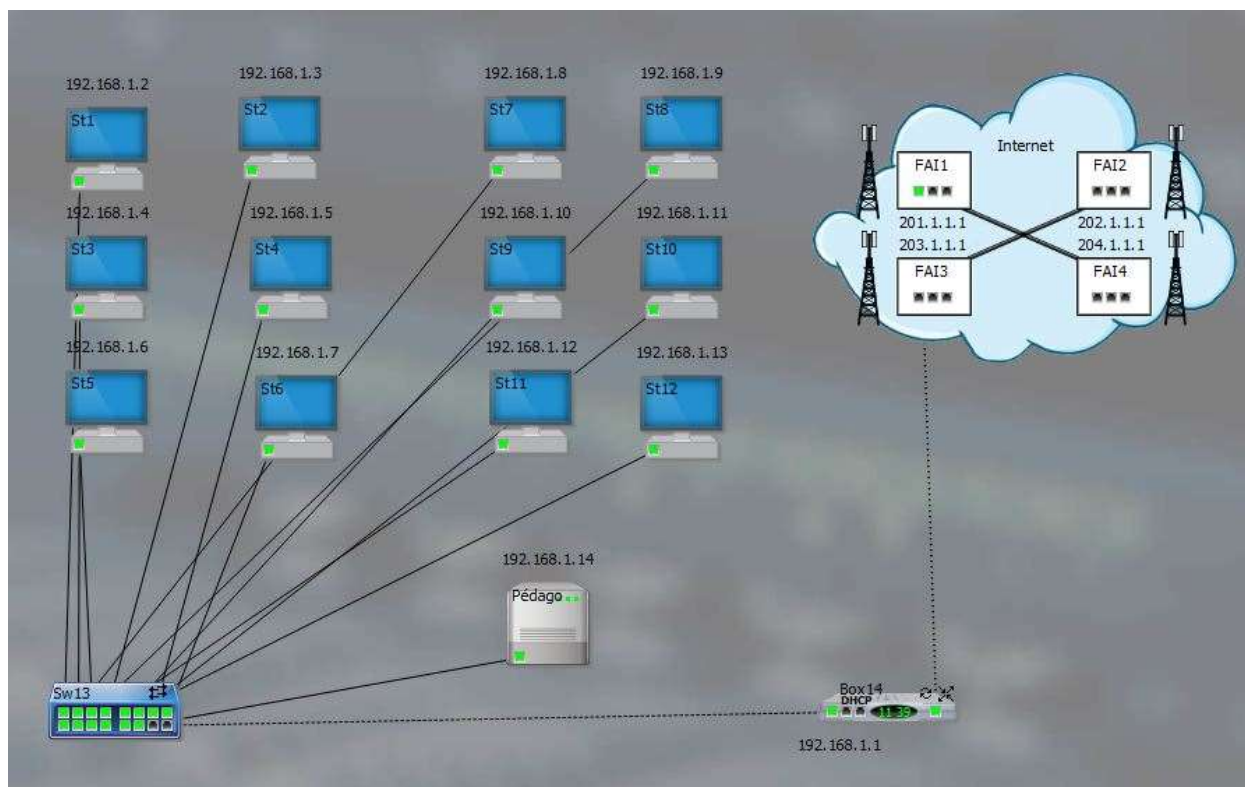 192.168.1.2
St1
192.168.1.3
St2
192.168.1.8
St7
192.168.1.9
St8
192.168.1.4
St3
192.168.1.5
St4
192.168.1.10
St9
192.168.1.11
St10
192.168.1.6
St5
192.168.1.7
St6
192.168.1.12
St11
192.168.1.13
St12
Internet
FAI1
FAI2
201.1.1.1
202.1.1.1
203.1.1.1
204.1.1.1
FAI3
FAI4
192.168.1.14
Pédago
Sw13
Box14
DHCP
11 39
192.168.1.1